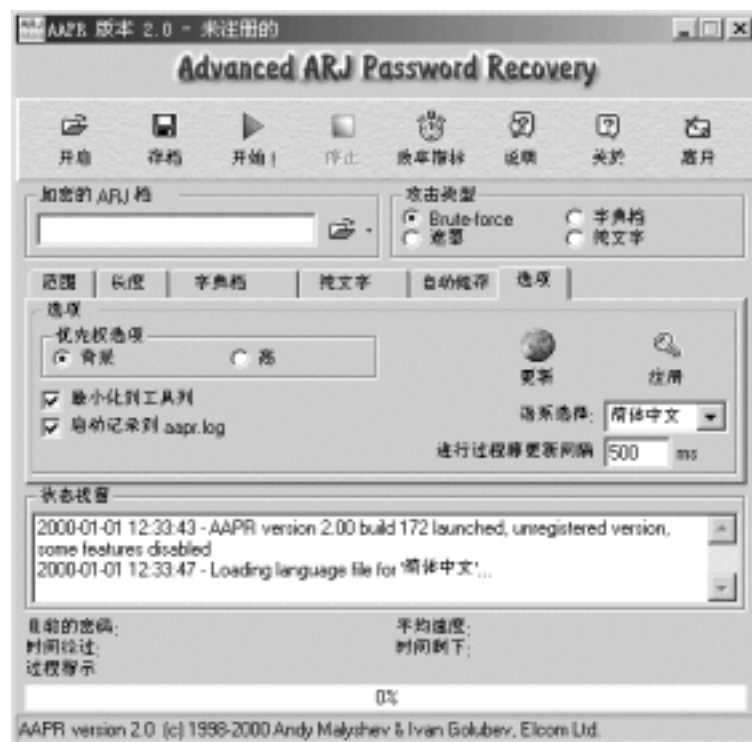 AAPR 版本 2.0 - 未注册的
Advanced ARJ Password Recovery
开启 存档 开始! 停止 效率指标 说明 关於 离开
加密的 ARJ 档 攻击类型
Brute-force 字典档
遮罩 纯文字
范围 长度 字典档 纯文字 自动储存 选项
选项
优先权选项
背景 高
更新 注册
最小化到工具列
启动记录到 aapr.log
语系选择: 简体中文
进行过程幕更新间隔 500 ms
状态视窗
2000-01-01 12:33:43 - AAPR version 2.00 build 172 launched, unregistered version,
some features disabled
2000-01-01 12:33:47 - Loading language file for '简体中文'...
目前的密码: 平均速度:
时间经过: 时间剩下:
过程指示
0%
AAPR version 2.0 (c) 1998-2000 Andy Malyshev & Ivan Golubev, Elcom Ltd.